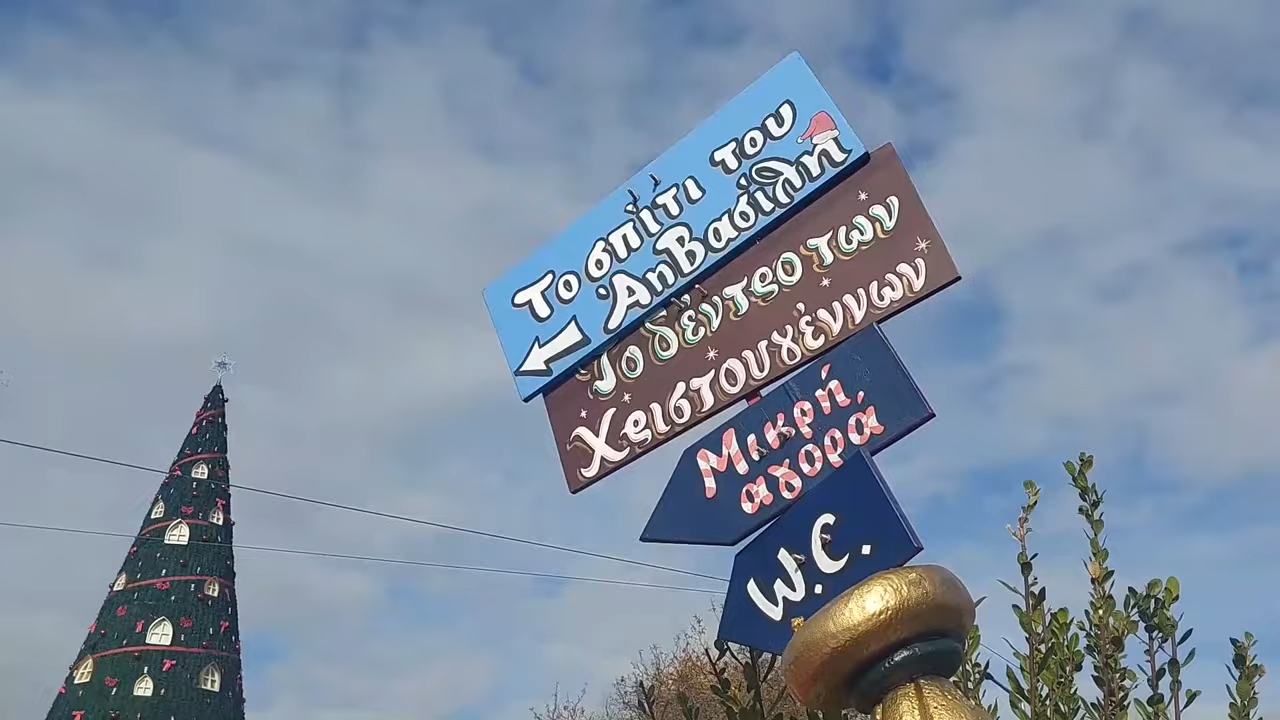 Το σπίτι του
Άη Βασίλη
Το δέντρο των
Χριστουγέννων
Μικρή
αγορά
W.C.